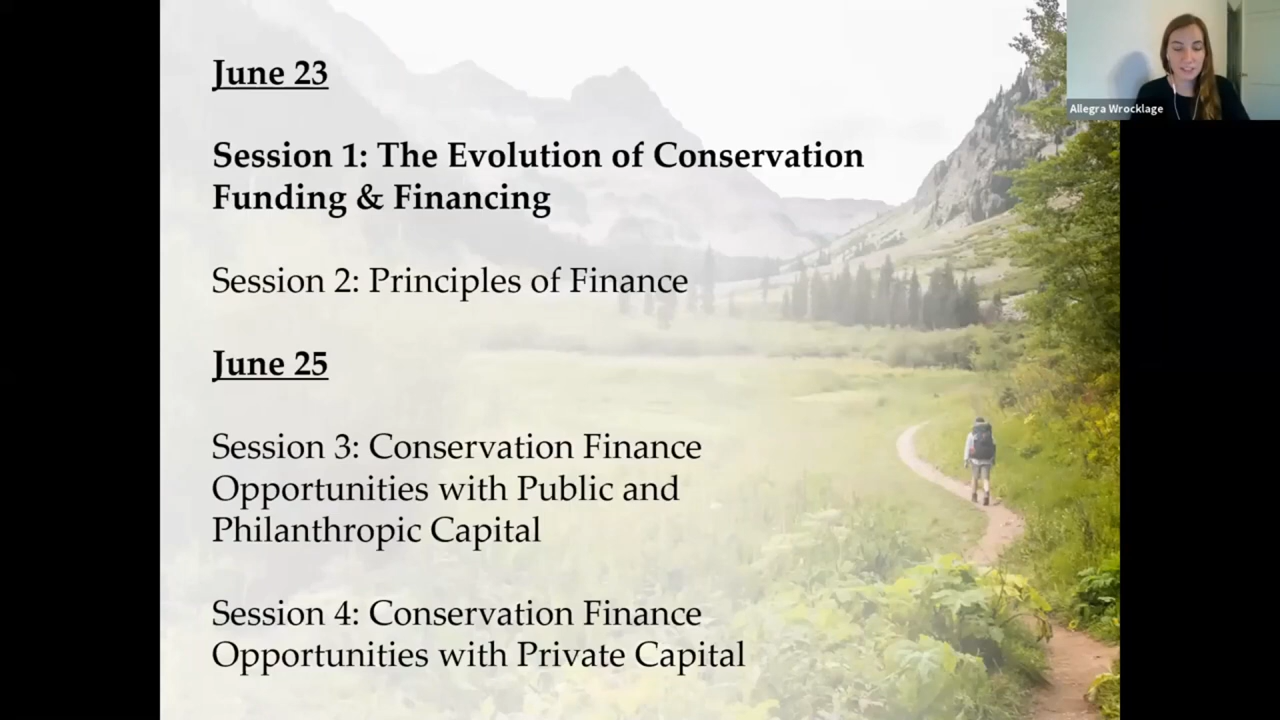 June 23
Session 1: The Evolution of Conservation
Funding & Financing
Session 2: Principles of Finance
June 25
Session 3: Conservation Finance
Opportunities with Public and
Philanthropic Capital
Session 4: Conservation Finance
Opportunities with Private Capital
Allegra Wrocklage